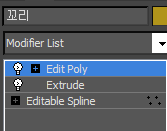 꼬리
Modifier List
Edit Poly
Extrude
Editable Spline